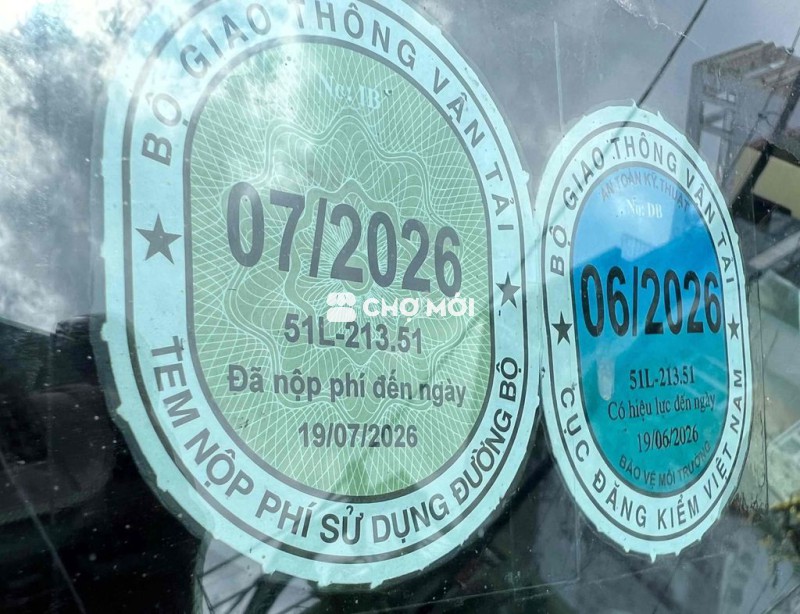 BỘ GIAO THÔNG VẬN TẢI
No: IB
07/2026
51L-213.51
Đã nộp phí đến ngày
19/07/2026
TEM NỘP PHÍ SỬ DỤNG ĐƯỜNG BỘ
CHỢ MỚI
BỘ GIAO THÔNG VẬN TẢI
AN TOÀN KỸ THUẬT
No: DB
06/2026
51L-213.51
Có hiệu lực đến ngày
19/06/2026
BẢO VỆ MÔI TRƯỜNG
CỤC ĐĂNG KIỂM VIỆT NAM